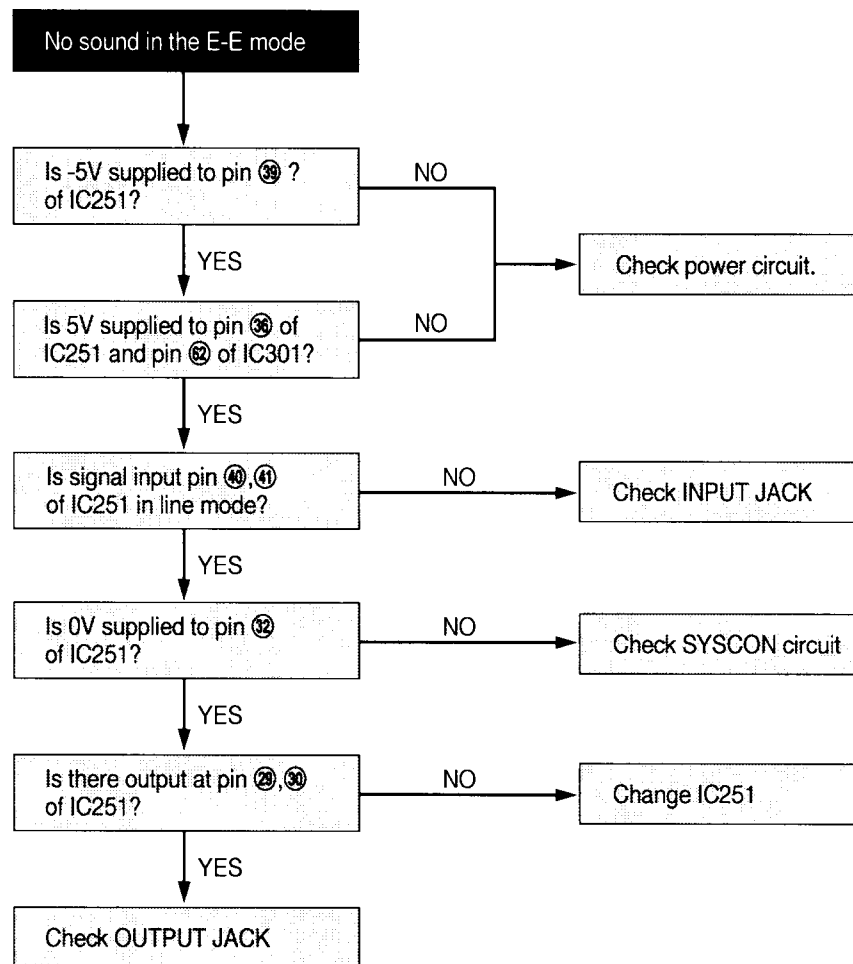 No sound in the E-E mode
Is -5V supplied to pin ㊴ ?
of IC251?
NO
YES
Check power circuit.
Is 5V supplied to pin ㊱ of
IC251 and pin 62 of IC301?
NO
YES
Is signal input pin ㊵,㊶
of IC251 in line mode?
NO
Check INPUT JACK
YES
Is 0V supplied to pin ㉜
of IC251?
NO
Check SYSCON circuit
YES
Is there output at pin ㉙,㉚
of IC251?
NO
Change IC251
YES
Check OUTPUT JACK